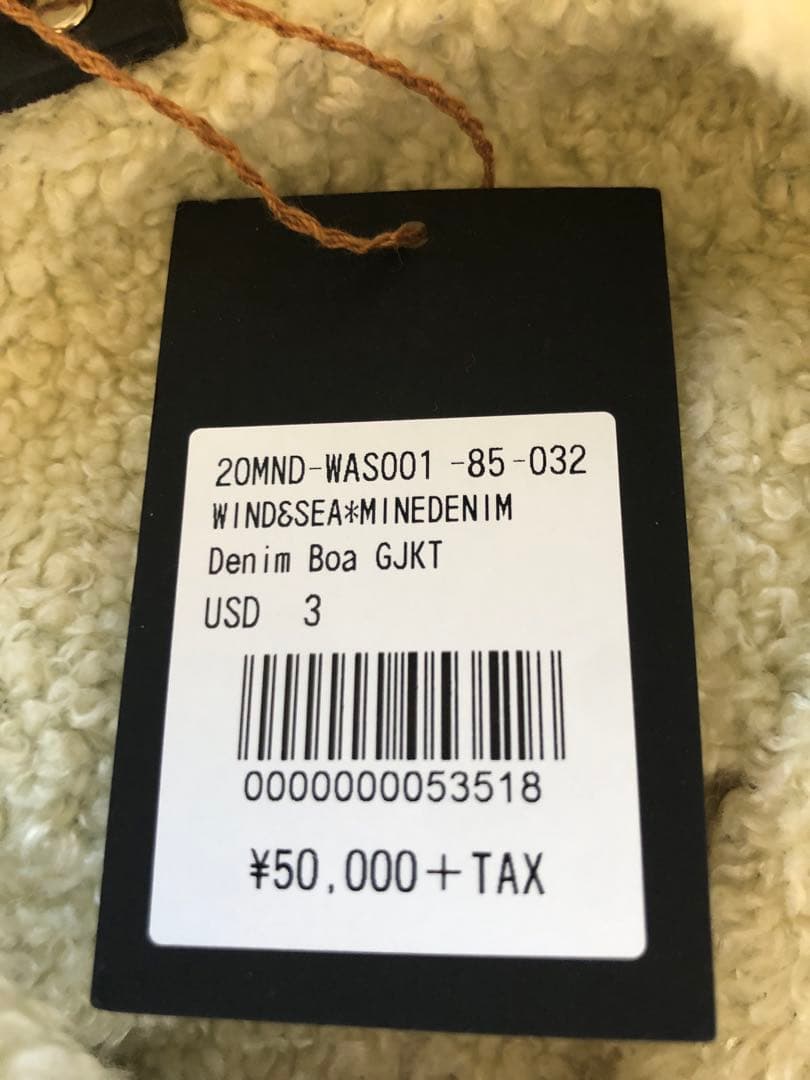 20MND-WAS001 -85-032
WIND&SEA*MINEDENIM
Denim Boa GJKT
USD 3
0000000053518
¥50,000+TAX